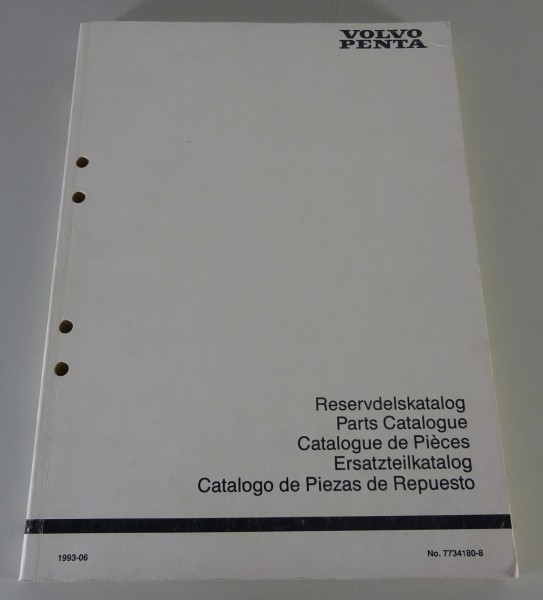 VOLVO
PENTA
Reservdelskatalog
Parts Catalogue
Catalogue de Pièces
Ersatzteilkatalog
Catalogo de Piezas de Repuesto
1993-06
No. 7734180-8